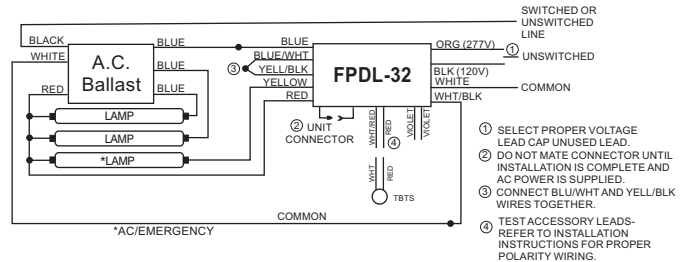 SWITCHED OR
UNSWITCHED
LINE
BLACK
WHITE
RED
A.C.
Ballast
BLUE
BLUE
BLUE
LAMP
LAMP
*LAMP
BLUE
BLUE/WHT
③ YELL/BLK
YELLOW
RED
FPDL-32
ORG (277V) ①
UNSWITCHED
BLK (120V)
WHITE
COMMON
WHT/BLK
② UNIT
CONNECTOR
WHT/RED
RED
④
VIOLET
VIOLET
WHT
RED
TBTS
COMMON
*AC/EMERGENCY
① SELECT PROPER VOLTAGE
LEAD CAP UNUSED LEAD.
② DO NOT MATE CONNECTOR UNTIL
INSTALLATION IS COMPLETE AND
AC POWER IS SUPPLIED.
③ CONNECT BLU/WHT AND YELL/BLK
WIRES TOGETHER.
④ TEST ACCESSORY LEADS-
REFER TO INSTALLATION
INSTRUCTIONS FOR PROPER
POLARITY WIRING.